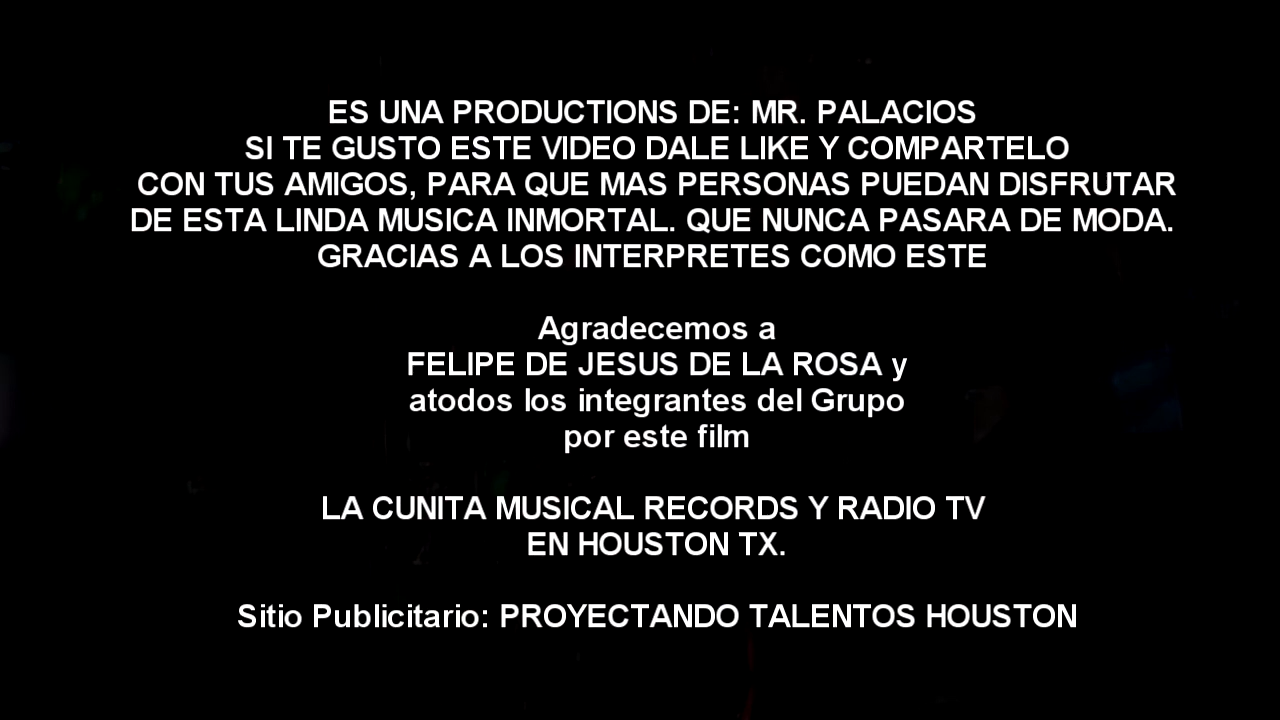 ES UNA PRODUCTIONS DE: MR. PALACIOS
SI TE GUSTO ESTE VIDEO DALE LIKE Y COMPARTELO
CON TUS AMIGOS, PARA QUE MAS PERSONAS PUEDAN DISFRUTAR
DE ESTA LINDA MUSICA INMORTAL. QUE NUNCA PASARA DE MODA.
GRACIAS A LOS INTERPRETES COMO ESTE
Agradecemos a
FELIPE DE JESUS DE LA ROSA y
atodos los integrantes del Grupo
por este film
LA CUNITA MUSICAL RECORDS Y RADIO TV
EN HOUSTON TX.
Sitio Publicitario: PROYECTANDO TALENTOS HOUSTON